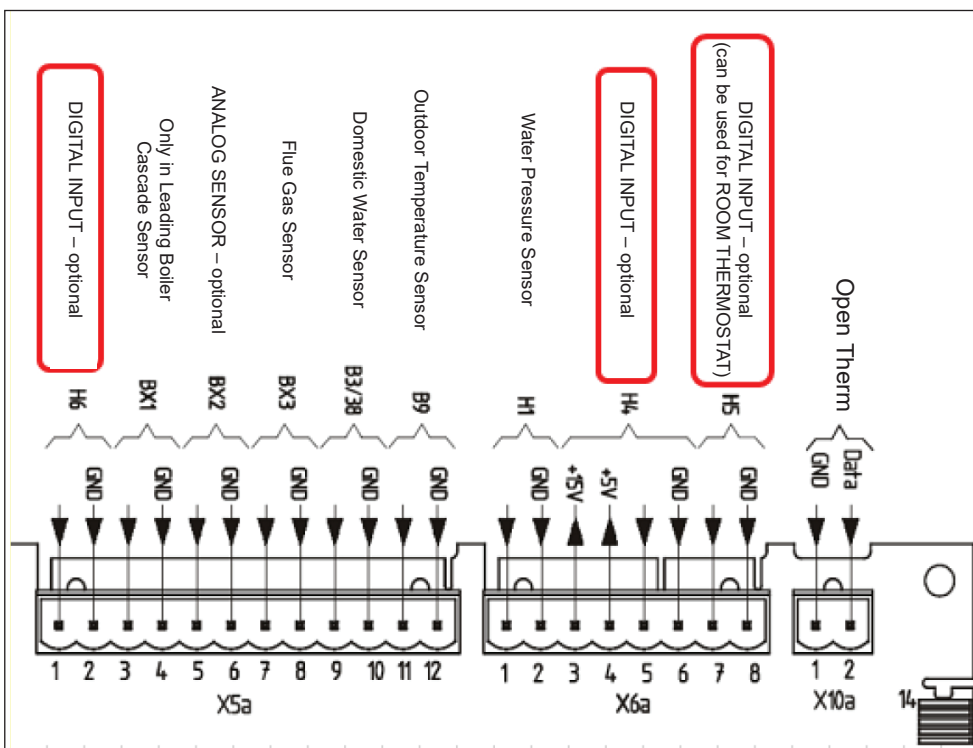 DIGITAL INPUT – optional
Only in Leading Boiler
Cascade Sensor
ANALOG SENSOR – optional
Flue Gas Sensor
Domestic Water Sensor
Outdoor Temperature Sensor
Water Pressure Sensor
DIGITAL INPUT – optional
DIGITAL INPUT – optional
(can be used for ROOM THERMOSTAT)
Open Therm
H6 BX1 BX2 BX3 B3/38 B9 H1 H4 H5
GND GND GND GND GND GND GND +15V +5V GND GND GND Data
1 2 3 4 5 6 7 8 9 10 11 12 1 2 3 4 5 6 7 8 1 2
X5a X6a X10a 14